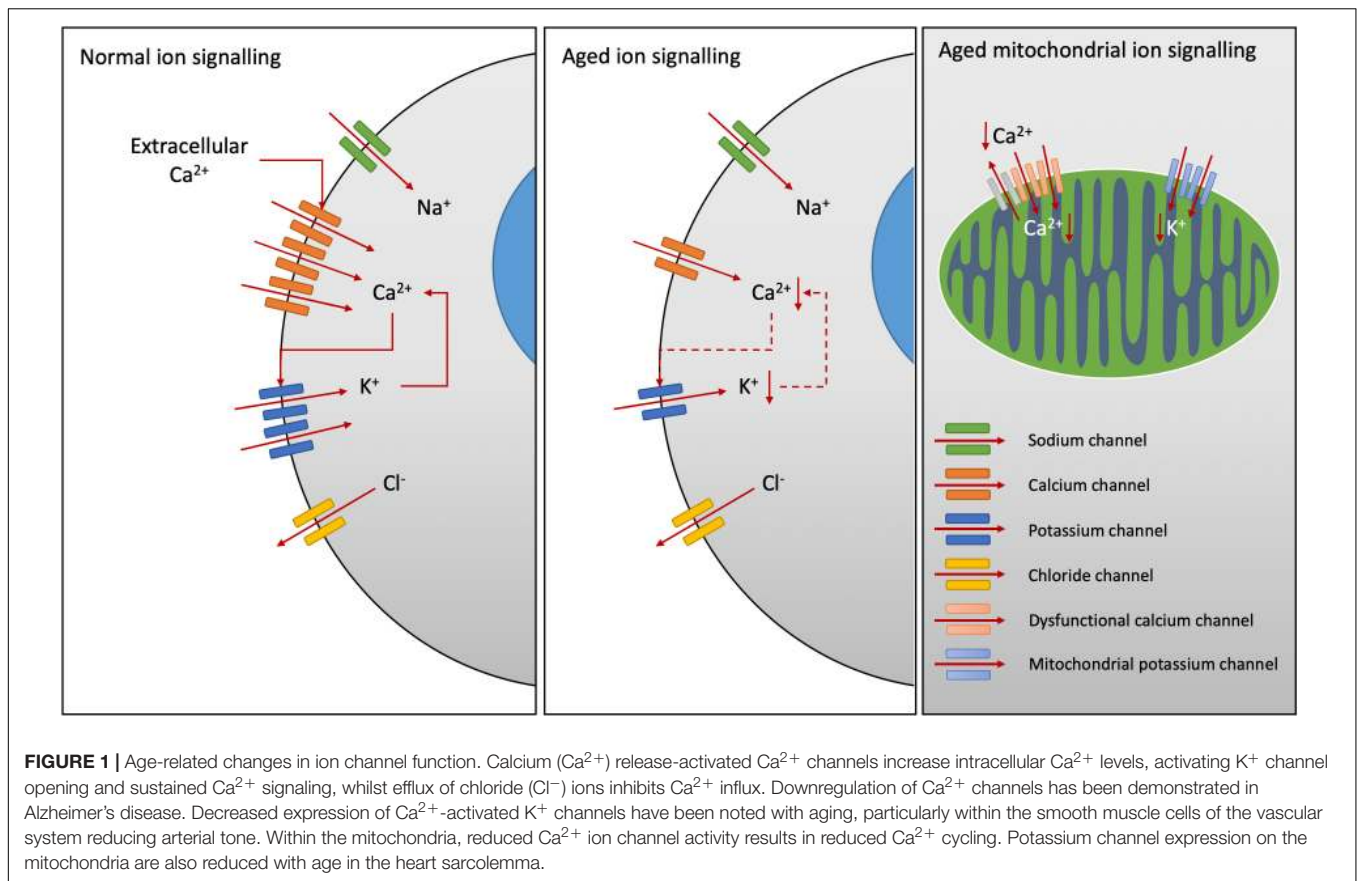 Normal ion signalling
Extracellular
Ca²⁺
Na⁺
Ca²⁺
K⁺
Cl⁻
Aged ion signalling
Na⁺
Ca²⁺
K⁺
Cl⁻
Aged mitochondrial ion signalling
Ca²⁺
Ca²⁺
K⁺
Sodium channel
Calcium channel
Potassium channel
Chloride channel
Dysfunctional calcium channel
Mitochondrial potassium channel
FIGURE 1 | Age-related changes in ion channel function. Calcium (Ca²⁺) release-activated Ca²⁺ channels increase intracellular Ca²⁺ levels, activating K⁺ channel
opening and sustained Ca²⁺ signaling, whilst efflux of chloride (Cl⁻) ions inhibits Ca²⁺ influx. Downregulation of Ca²⁺ channels has been demonstrated in
Alzheimer's disease. Decreased expression of Ca²⁺-activated K⁺ channels have been noted with aging, particularly within the smooth muscle cells of the vascular
system reducing arterial tone. Within the mitochondria, reduced Ca²⁺ ion channel activity results in reduced Ca²⁺ cycling. Potassium channel expression on the
mitochondria are also reduced with age in the heart sarcolemma.